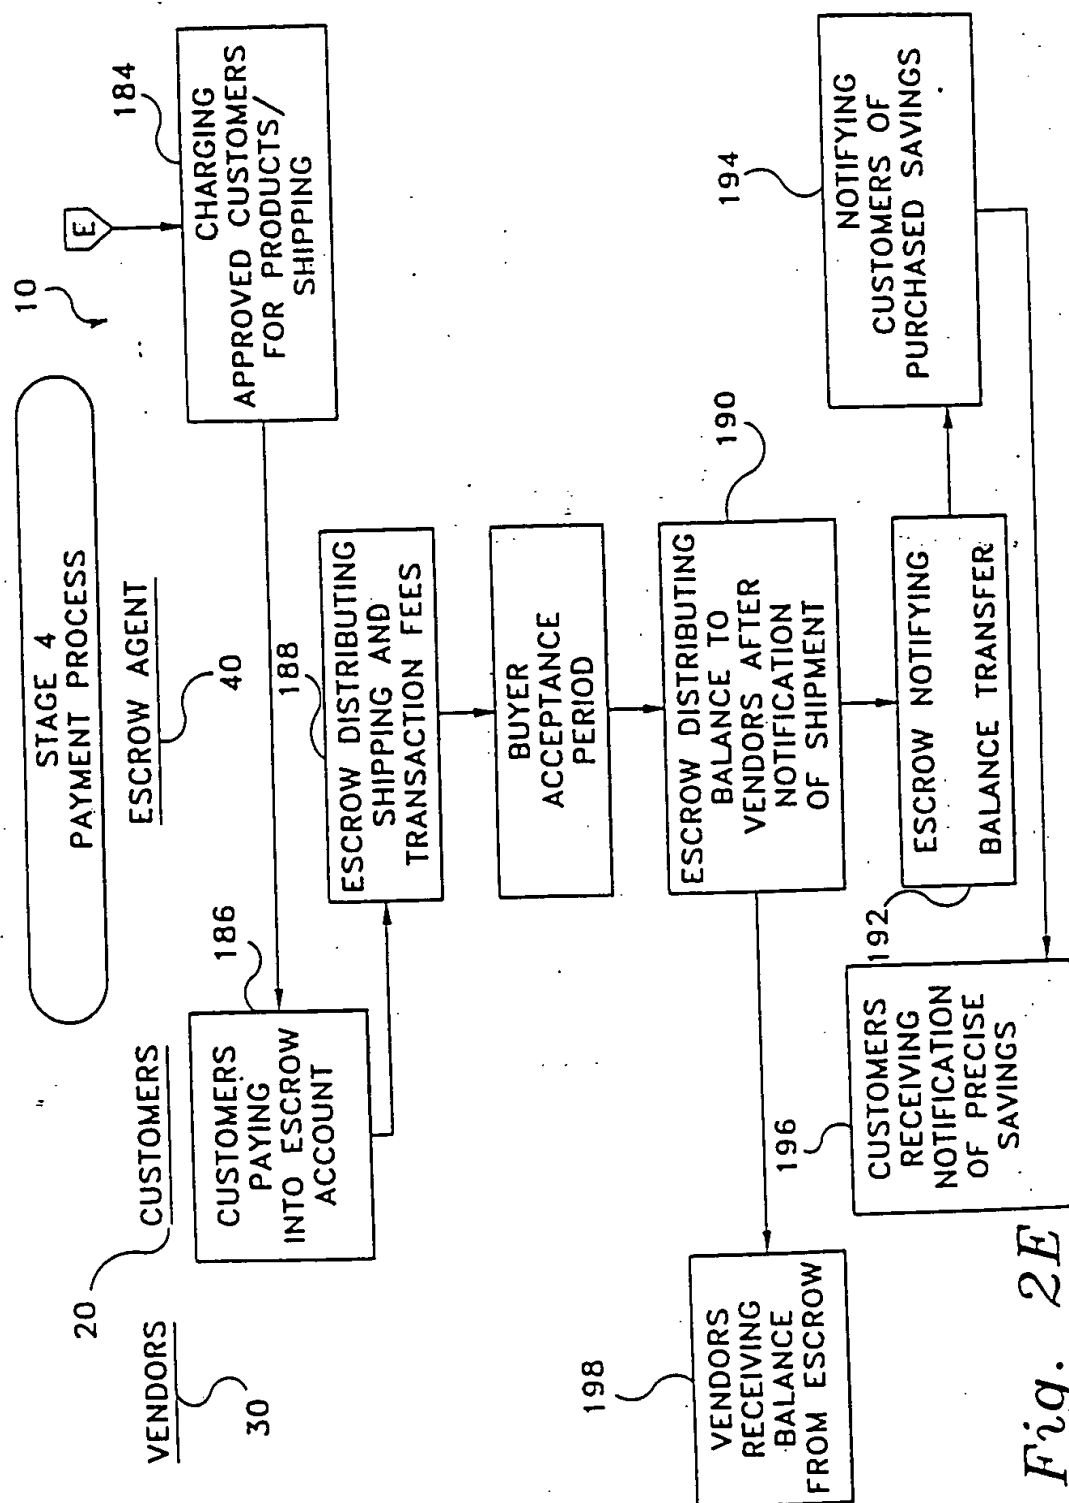 STAGE 4
PAYMENT PROCESS
10
VENDORS
30
20
CUSTOMERS
ESCROW AGENT
40
E
184
CHARGING
APPROVED CUSTOMERS
FOR PRODUCTS/
SHIPPING
186
CUSTOMERS
PAYING
INTO ESCROW
ACCOUNT
188
ESCROW DISTRIBUTING
SHIPPING AND
TRANSACTION FEES
BUYER
ACCEPTANCE
PERIOD
190
ESCROW DISTRIBUTING
BALANCE TO
VENDORS AFTER
NOTIFICATION
OF SHIPMENT
198
VENDORS
RECEIVING
BALANCE
FROM ESCROW
192
ESCROW NOTIFYING
BALANCE TRANSFER
194
NOTIFYING
CUSTOMERS OF
PURCHASED SAVINGS
196
CUSTOMERS
RECEIVING
NOTIFICATION
OF PRECISE
SAVINGS
Fig. 2E